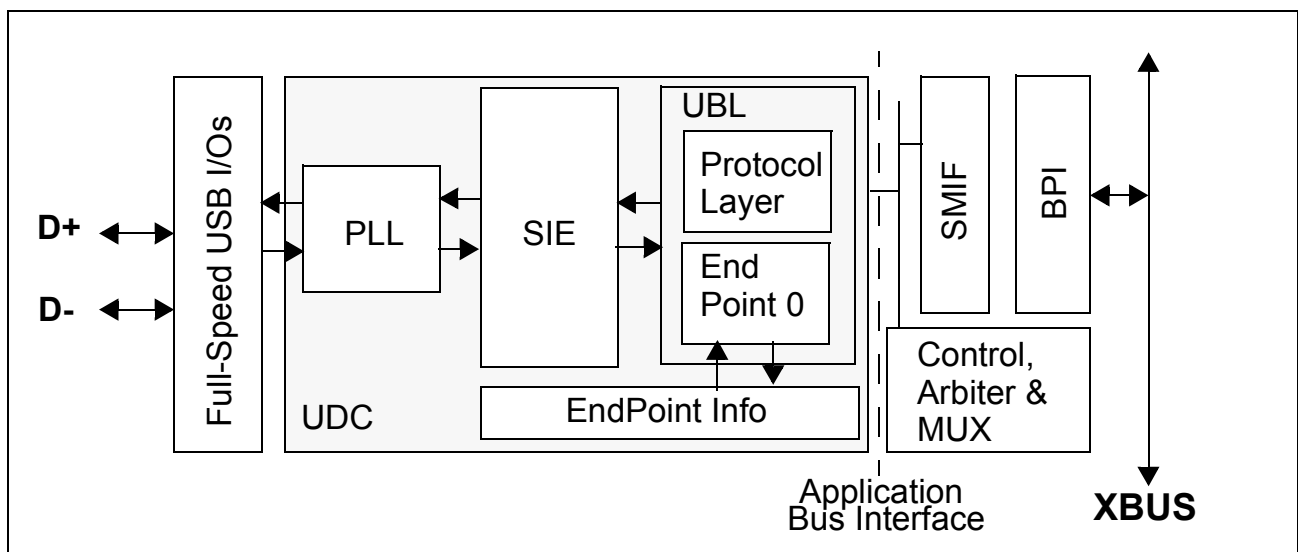 D+
D-
Full-Speed USB I/Os
UDC
PLL
SIE
UBL
Protocol
Layer
End
Point 0
EndPoint Info
SMIF
BPI
Control,
Arbiter &
MUX
Application
Bus Interface
XBUS